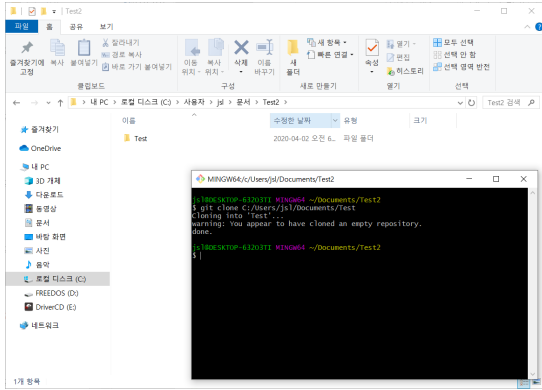 Test2
파일 홈 공유 보기
즐겨찾기에 고정
복사
붙여넣기
잘라내기
경로 복사
바로 가기 붙여넣기
클립보드
이동 위치
복사 위치
삭제
이름 바꾸기
구성
새 폴더
새 항목
빠른 연결
새로 만들기
속성
열기
편집
히스토리
열기
모두 선택
선택 안 함
선택 영역 반전
선택
내 PC > 로컬 디스크 (C:) > 사용자 > jsl > 문서 > Test2 >
Test2 검색
이름 수정한 날짜 유형 크기
Test 2020-04-02 오전 6... 파일 폴더
즐겨찾기
OneDrive
내 PC
3D 개체
다운로드
동영상
문서
바탕 화면
사진
음악
로컬 디스크 (C:)
FREEDOS (D:)
DriverCD (E:)
네트워크
1개 항목
MINGW64:/c/Users/jsl/Documents/Test2
jsl@DESKTOP-632O3TI MINGW64 ~/Documents/Test2
$ git clone C:/Users/jsl/Documents/Test
Cloning into 'Test'...
warning: You appear to have cloned an empty repository.
done.
jsl@DESKTOP-632O3TI MINGW64 ~/Documents/Test2
$